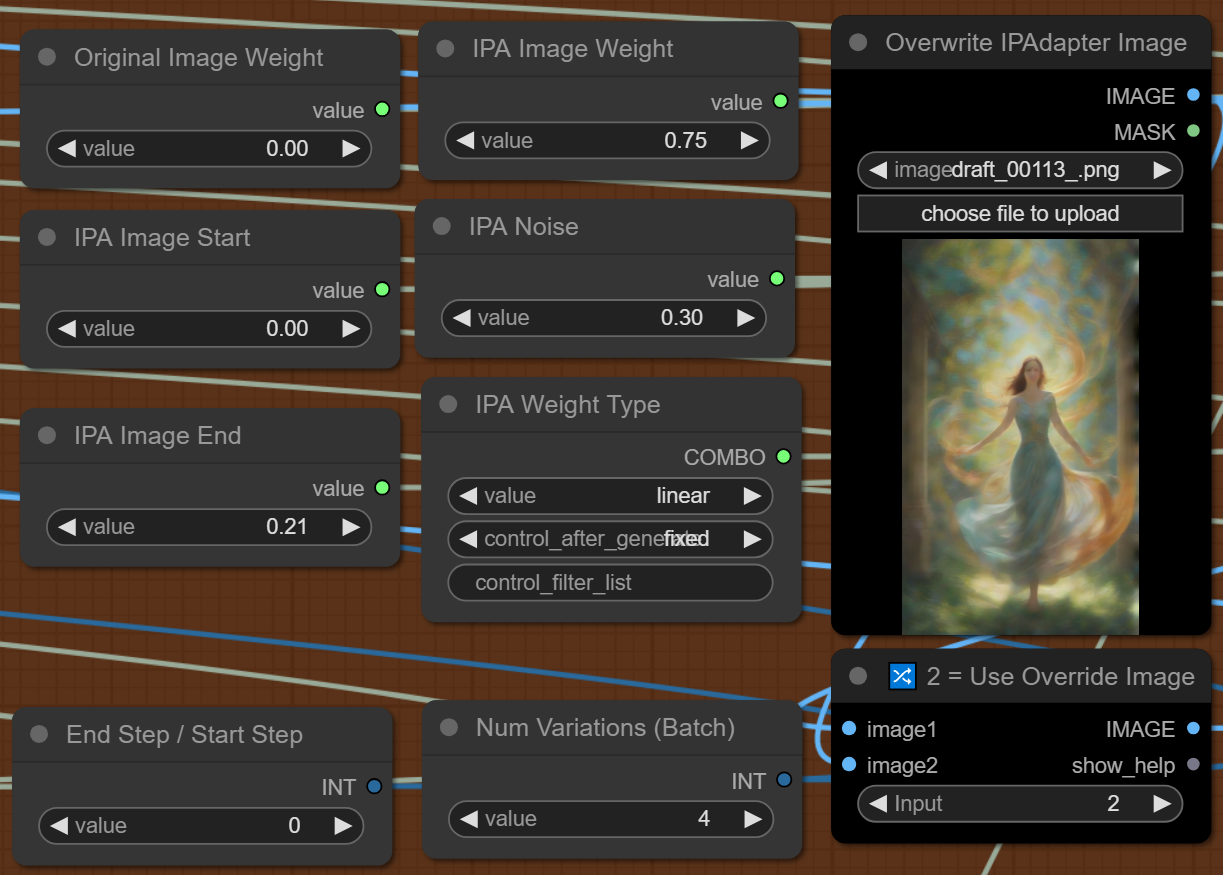 Original Image Weight
value
value 0.00
IPA Image Weight
value
value 0.75
Overwrite IPAdapter Image
IMAGE
MASK
image draft_00113_.png
choose file to upload
IPA Image Start
value
value 0.00
IPA Noise
value
value 0.30
IPA Image End
value
value 0.21
IPA Weight Type
COMBO
value linear
control_after_generate fixed
control_filter_list
End Step / Start Step
INT
value 0
Num Variations (Batch)
INT
value 4
2 = Use Override Image
image1 IMAGE
image2 show_help
Input 2